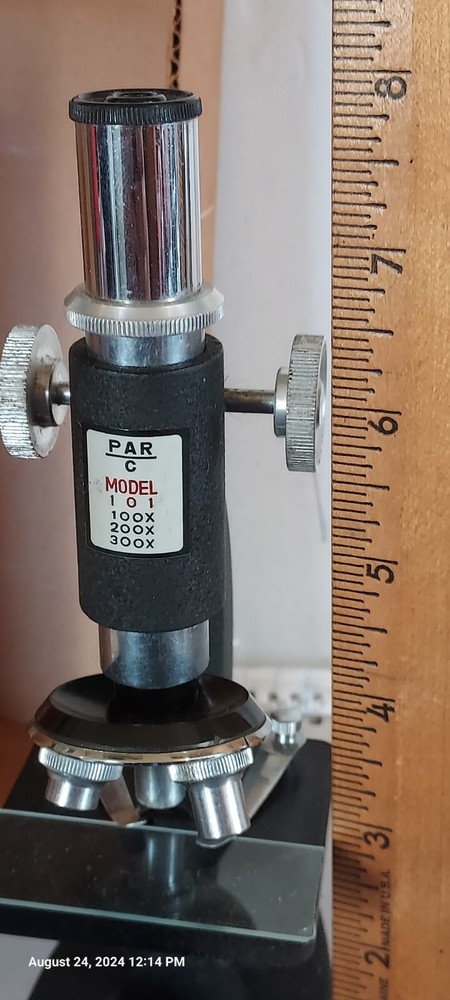 8
7
6
PAR
C
MODEL
101
100X
200X
300X
5
4
3
MADE IN U.S.A.
2
August 24, 2024 12:14 PM